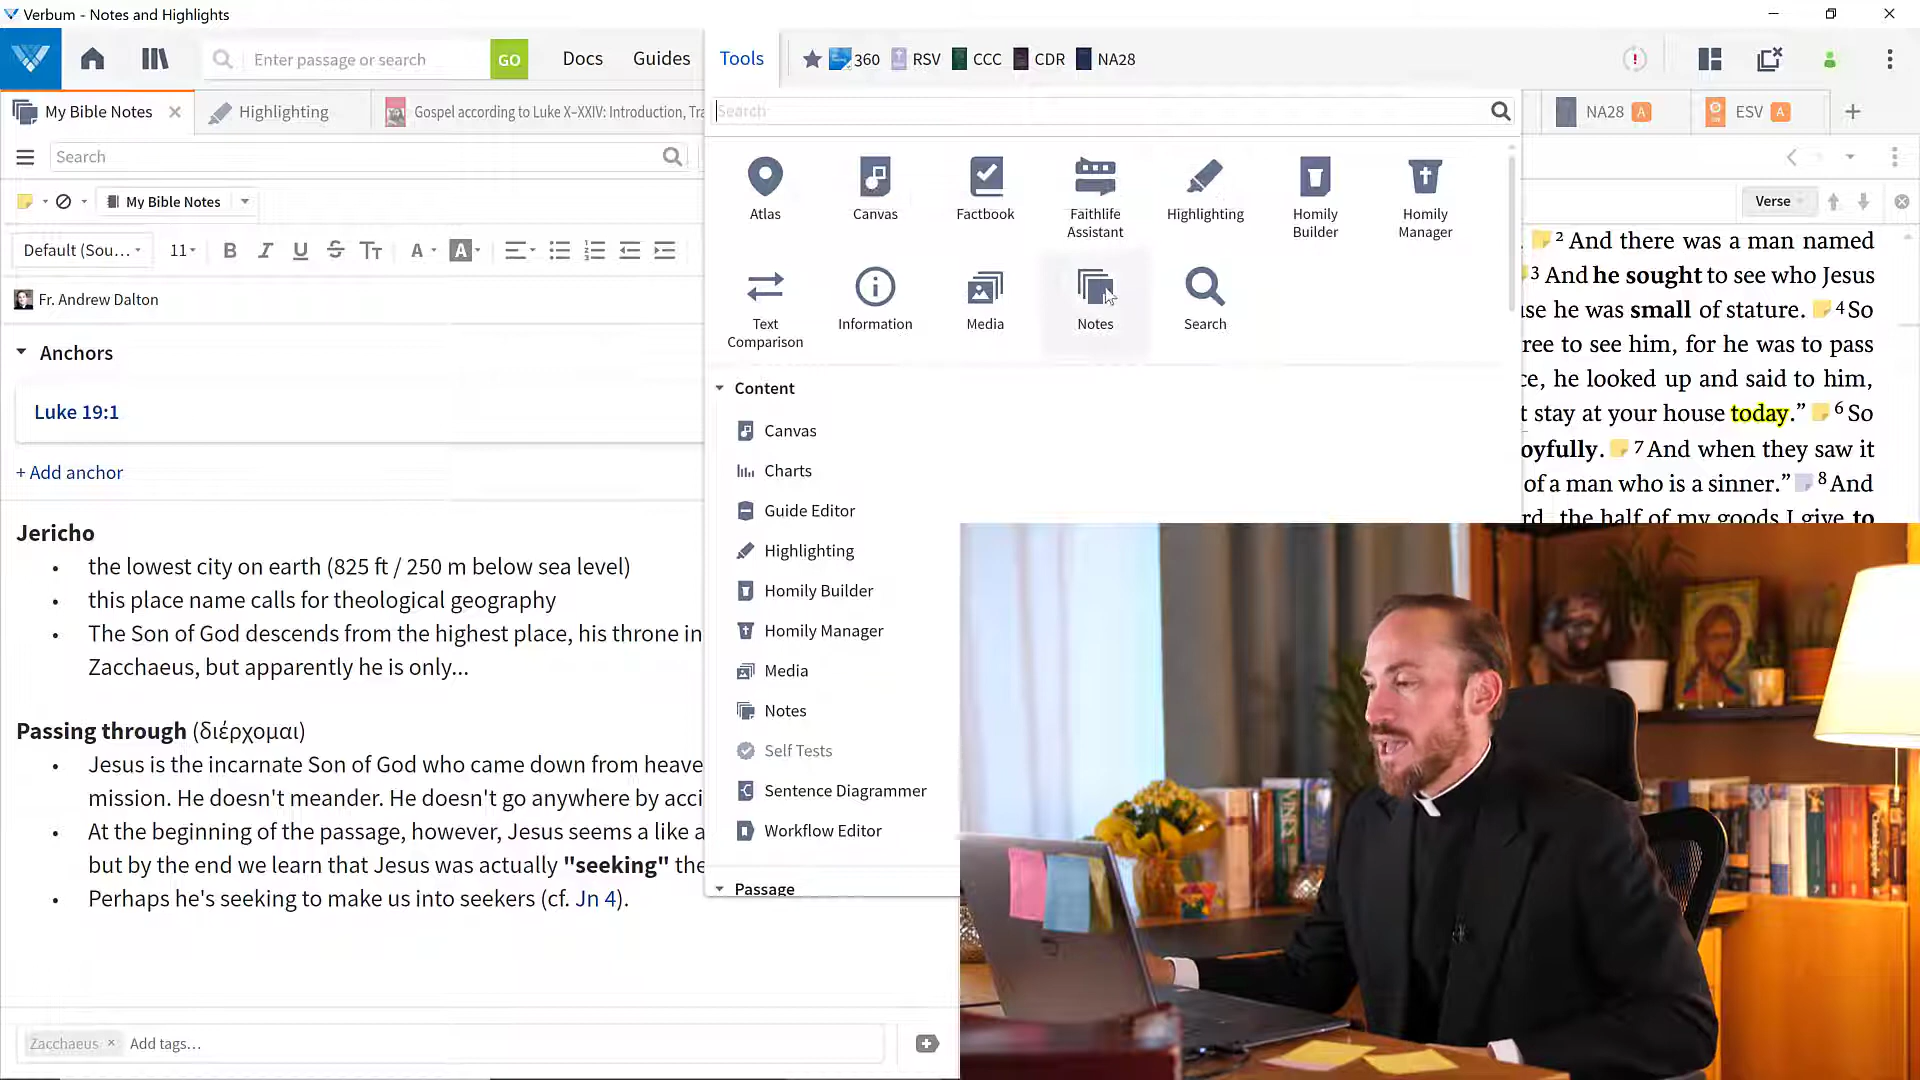 Verbum - Notes and Highlights
Enter passage or search
GO
Docs
Guides
Tools
360
RSV
CCC
CDR
NA28
My Bible Notes
Highlighting
Gospel according to Luke X–XXIV: Introduction, Tra
Search
NA28 A
ESV A
Search
My Bible Notes
Default (Sou...
11
B I U S Tт A A
Fr. Andrew Dalton
Anchors
Luke 19:1
+ Add anchor
Jericho
• the lowest city on earth (825 ft / 250 m below sea level)
• this place name calls for theological geography
• The Son of God descends from the highest place, his throne in
Zacchaeus, but apparently he is only...
Passing through (διέρχομαι)
• Jesus is the incarnate Son of God who came down from heave
mission. He doesn't meander. He doesn't go anywhere by acci
• At the beginning of the passage, however, Jesus seems a like a
but by the end we learn that Jesus was actually "seeking" the
• Perhaps he's seeking to make us into seekers (cf. Jn 4).
Zacchaeus
Add tags...
Atlas
Canvas
Factbook
Faithlife
Assistant
Highlighting
Homily
Builder
Homily
Manager
Text
Comparison
Information
Media
Notes
Search
Content
Canvas
Charts
Guide Editor
Highlighting
Homily Builder
Homily Manager
Media
Notes
Self Tests
Sentence Diagrammer
Workflow Editor
Passage
Verse
. 2 And there was a man named
3 And he sought to see who Jesus
use he was small of stature. 4 So
ree to see him, for he was to pass
ce, he looked up and said to him,
t stay at your house today.” 6 So
oyfully. 7 And when they saw it
of a man who is a sinner.” 8 And
rd, the half of my goods I give to